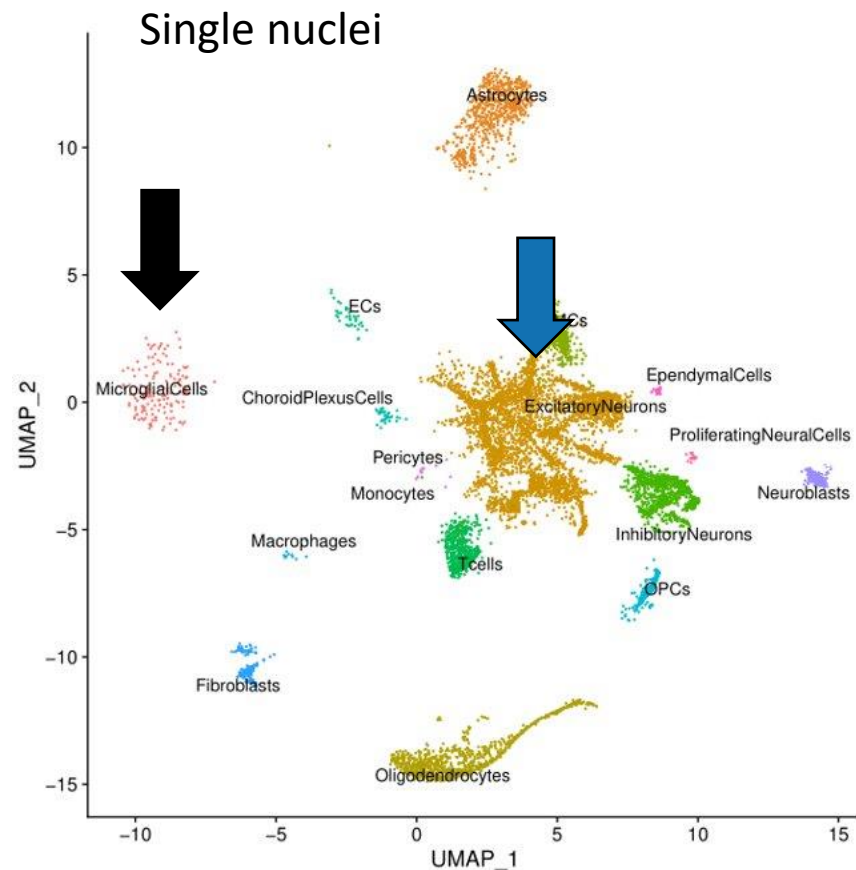 Single nuclei
Astrocytes
ECs
MicroglialCells
ChoroidPlexusCells
EpendymalCells
ExcitatoryNeurons
ProliferatingNeuralCells
Pericytes
Monocytes
Neuroblasts
Macrophages
InhibitoryNeurons
Tcells
OPCs
Fibroblasts
Oligodendrocytes
10
5
0
−5
−10
−15
UMAP_2
−10
−5
0
5
10
15
UMAP_1